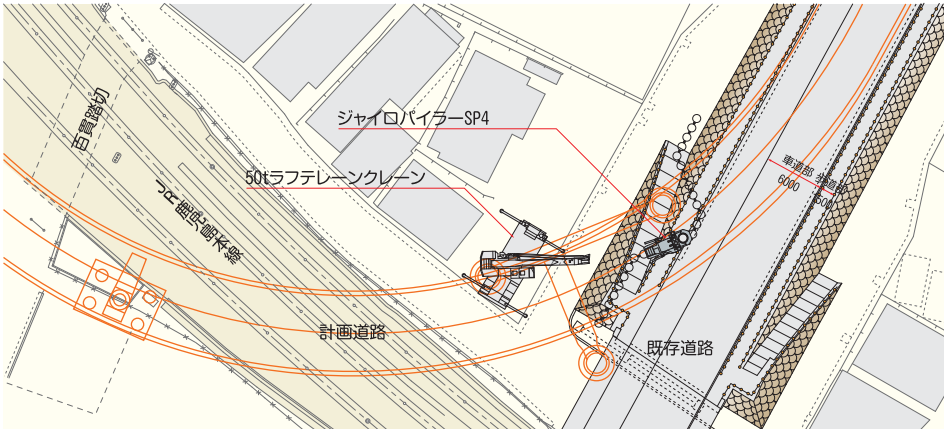 ジャイロパイラーSP4
50tラフテレーンクレーン
百貫踏切
JR鹿児島本線
車道部 歩道部
6000
計画道路
既存道路